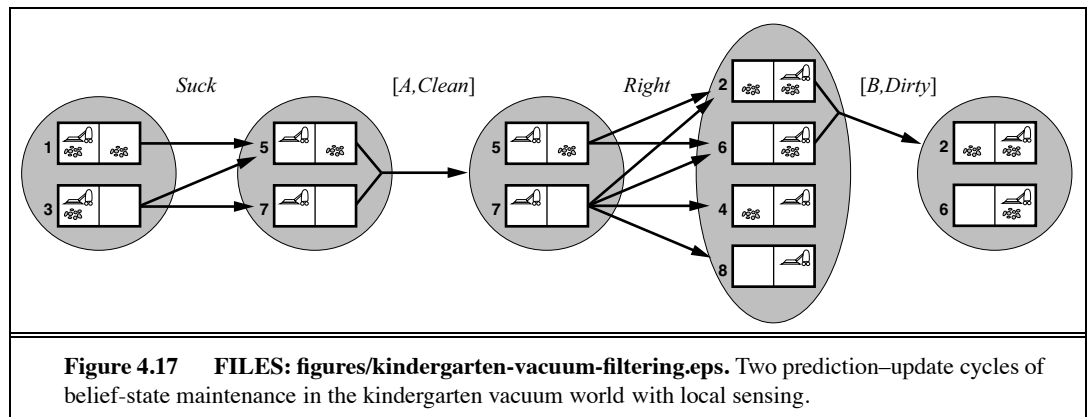 Suck [A,Clean] Right [B,Dirty]
1 5 5 2 2
3 7 7 6 6
4
8
Figure 4.17 FILES: figures/kindergarten-vacuum-filtering.eps. Two prediction–update cycles of
belief-state maintenance in the kindergarten vacuum world with local sensing.